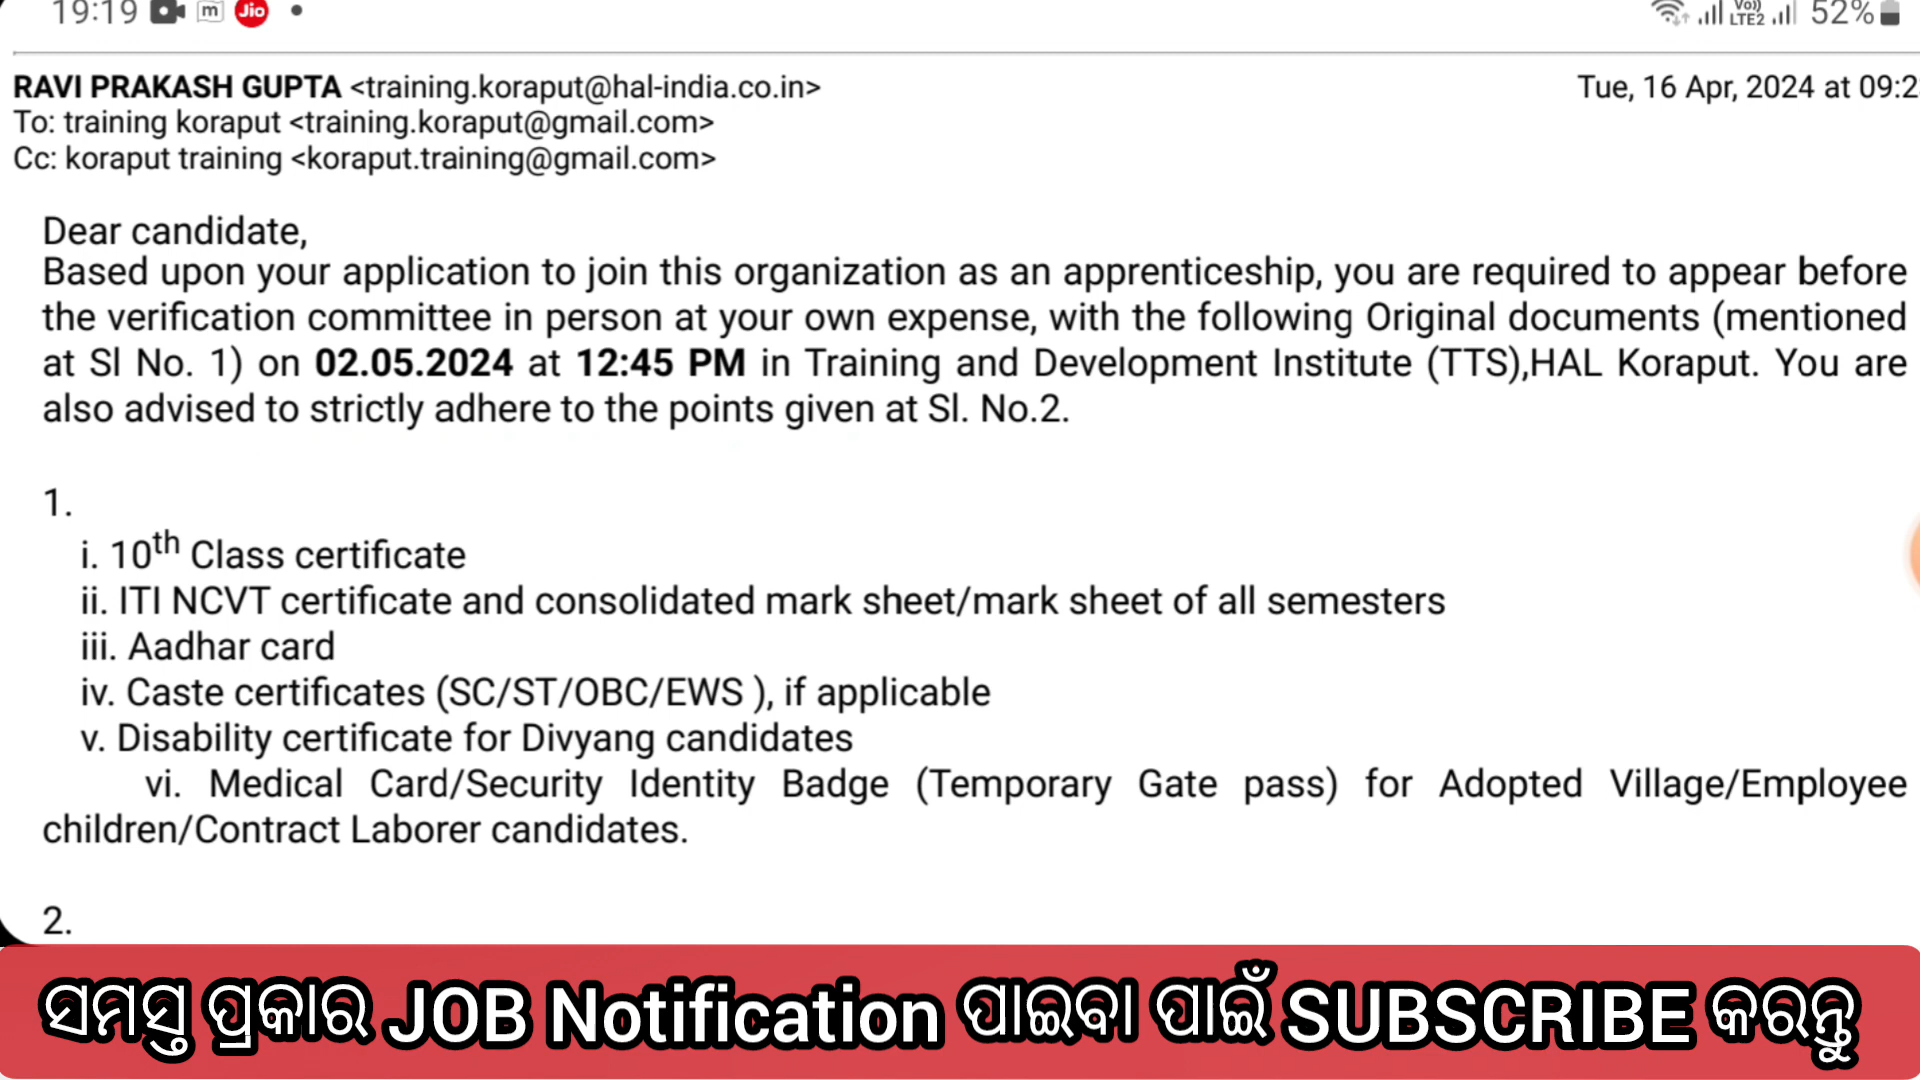 19:19 m Jio VoLTE2 52%
RAVI PRAKASH GUPTA <training.koraput@hal-india.co.in> Tue, 16 Apr, 2024 at 09:2
To: training koraput <training.koraput@gmail.com>
Cc: koraput training <koraput.training@gmail.com>
Dear candidate,
Based upon your application to join this organization as an apprenticeship, you are required to appear before
the verification committee in person at your own expense, with the following Original documents (mentioned
at Sl No. 1) on 02.05.2024 at 12:45 PM in Training and Development Institute (TTS),HAL Koraput. You are
also advised to strictly adhere to the points given at Sl. No.2.
1.
i. 10th Class certificate
ii. ITI NCVT certificate and consolidated mark sheet/mark sheet of all semesters
iii. Aadhar card
iv. Caste certificates (SC/ST/OBC/EWS ), if applicable
v. Disability certificate for Divyang candidates
vi. Medical Card/Security Identity Badge (Temporary Gate pass) for Adopted Village/Employee
children/Contract Laborer candidates.
2.
ସମସ୍ତ ପ୍ରକାର JOB Notification ପାଇବା ପାଇଁ SUBSCRIBE କରନ୍ତୁ